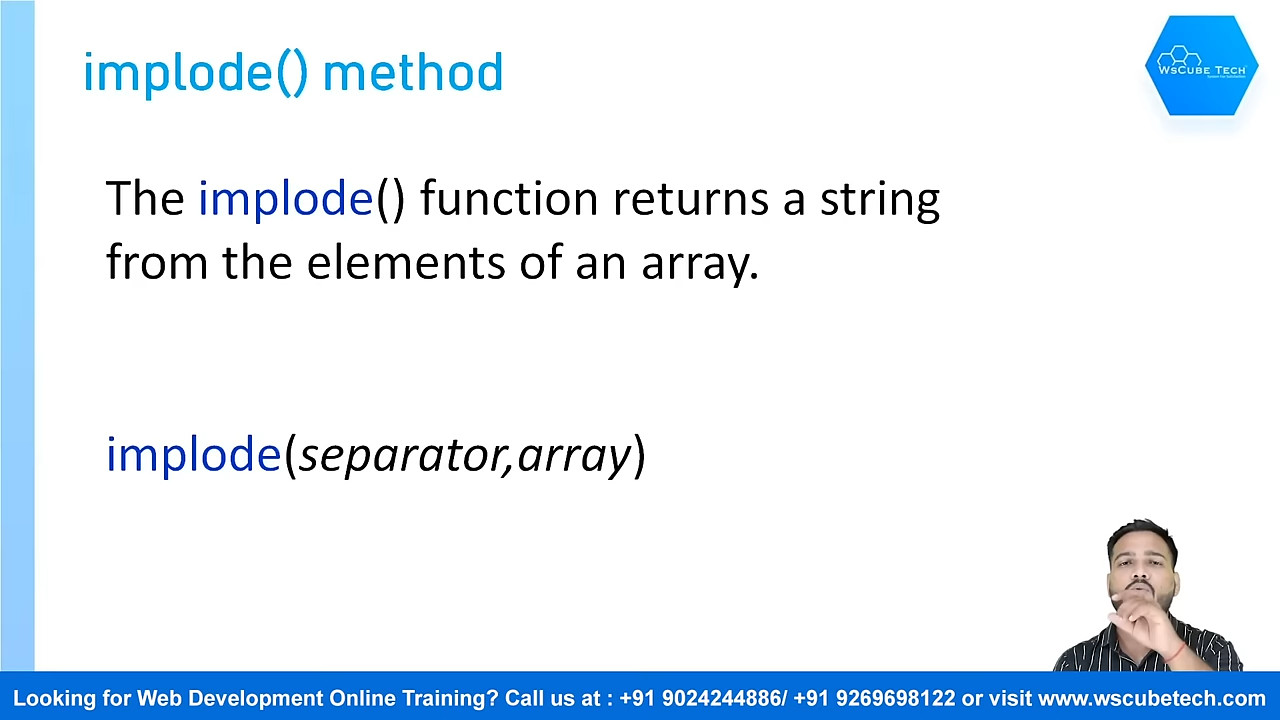 implode() method
WsCube Tech
The implode() function returns a string
from the elements of an array.
implode(separator,array)
Looking for Web Development Online Training? Call us at : +91 9024244886/ +91 9269698122 or visit www.wscubetech.com